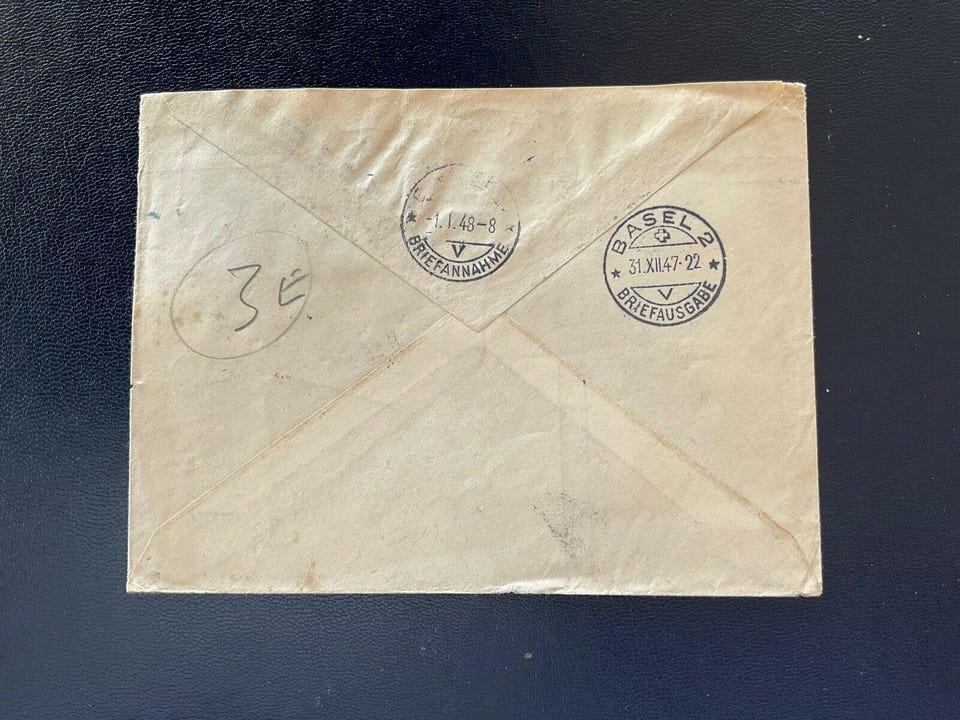 -1.I.48-8
V
BRIEFANNAHME
BASEL 2
31.XII.47-22
V
BRIEFAUSGABE
3 E